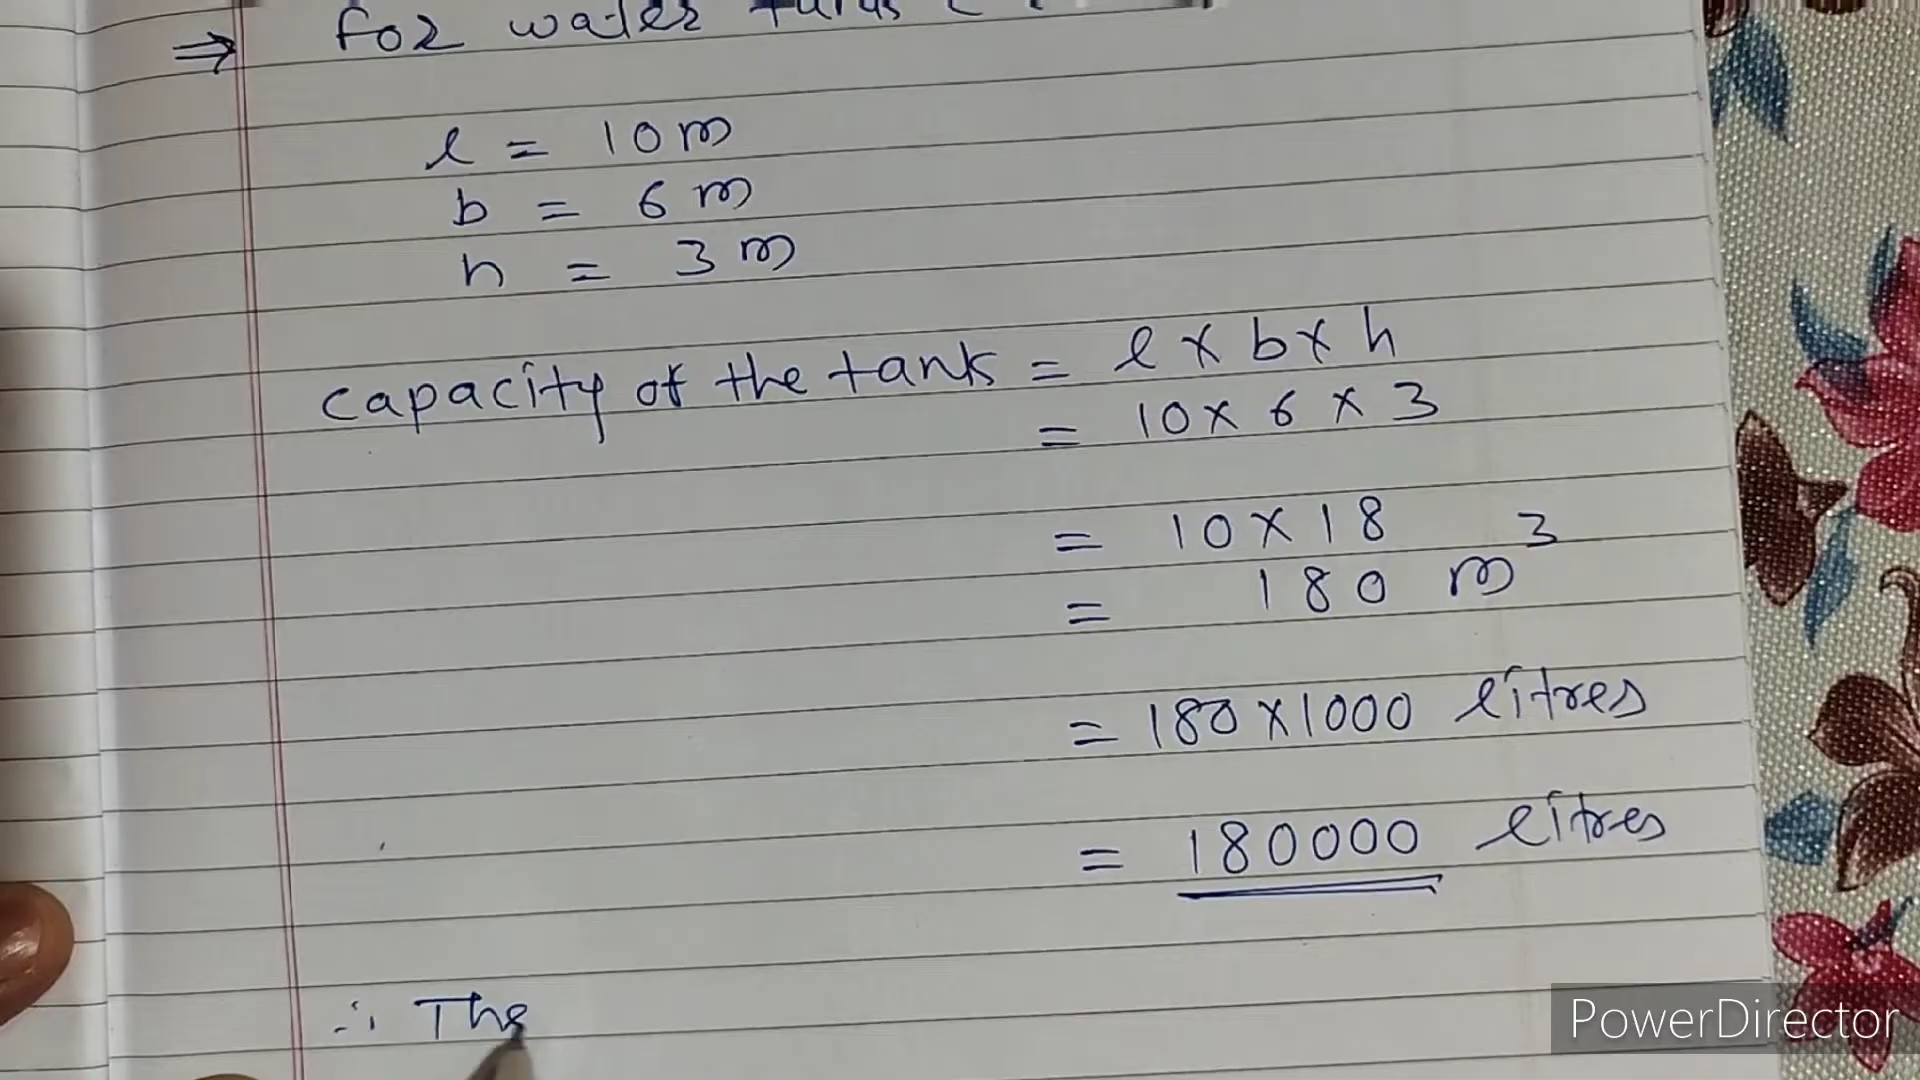 ⇒ for water tank
l = 10 m
b = 6 m
h = 3 m
capacity of the tank = l × b × h
= 10 × 6 × 3
= 10 × 18
= 180 m³
= 180 × 1000 litres
= 180000 litres
∴ The
PowerDirector